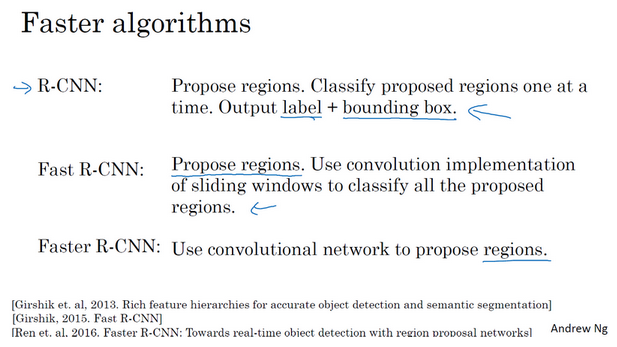 Faster algorithms
R-CNN: Propose regions. Classify proposed regions one at a
time. Output label + bounding box.
Fast R-CNN: Propose regions. Use convolution implementation
of sliding windows to classify all the proposed
regions.
Faster R-CNN: Use convolutional network to propose regions.
[Girshik et. al, 2013. Rich feature hierarchies for accurate object detection and semantic segmentation]
[Girshik, 2015. Fast R-CNN]
[Ren et. al, 2016. Faster R-CNN: Towards real-time object detection with region proposal networks]
Andrew Ng